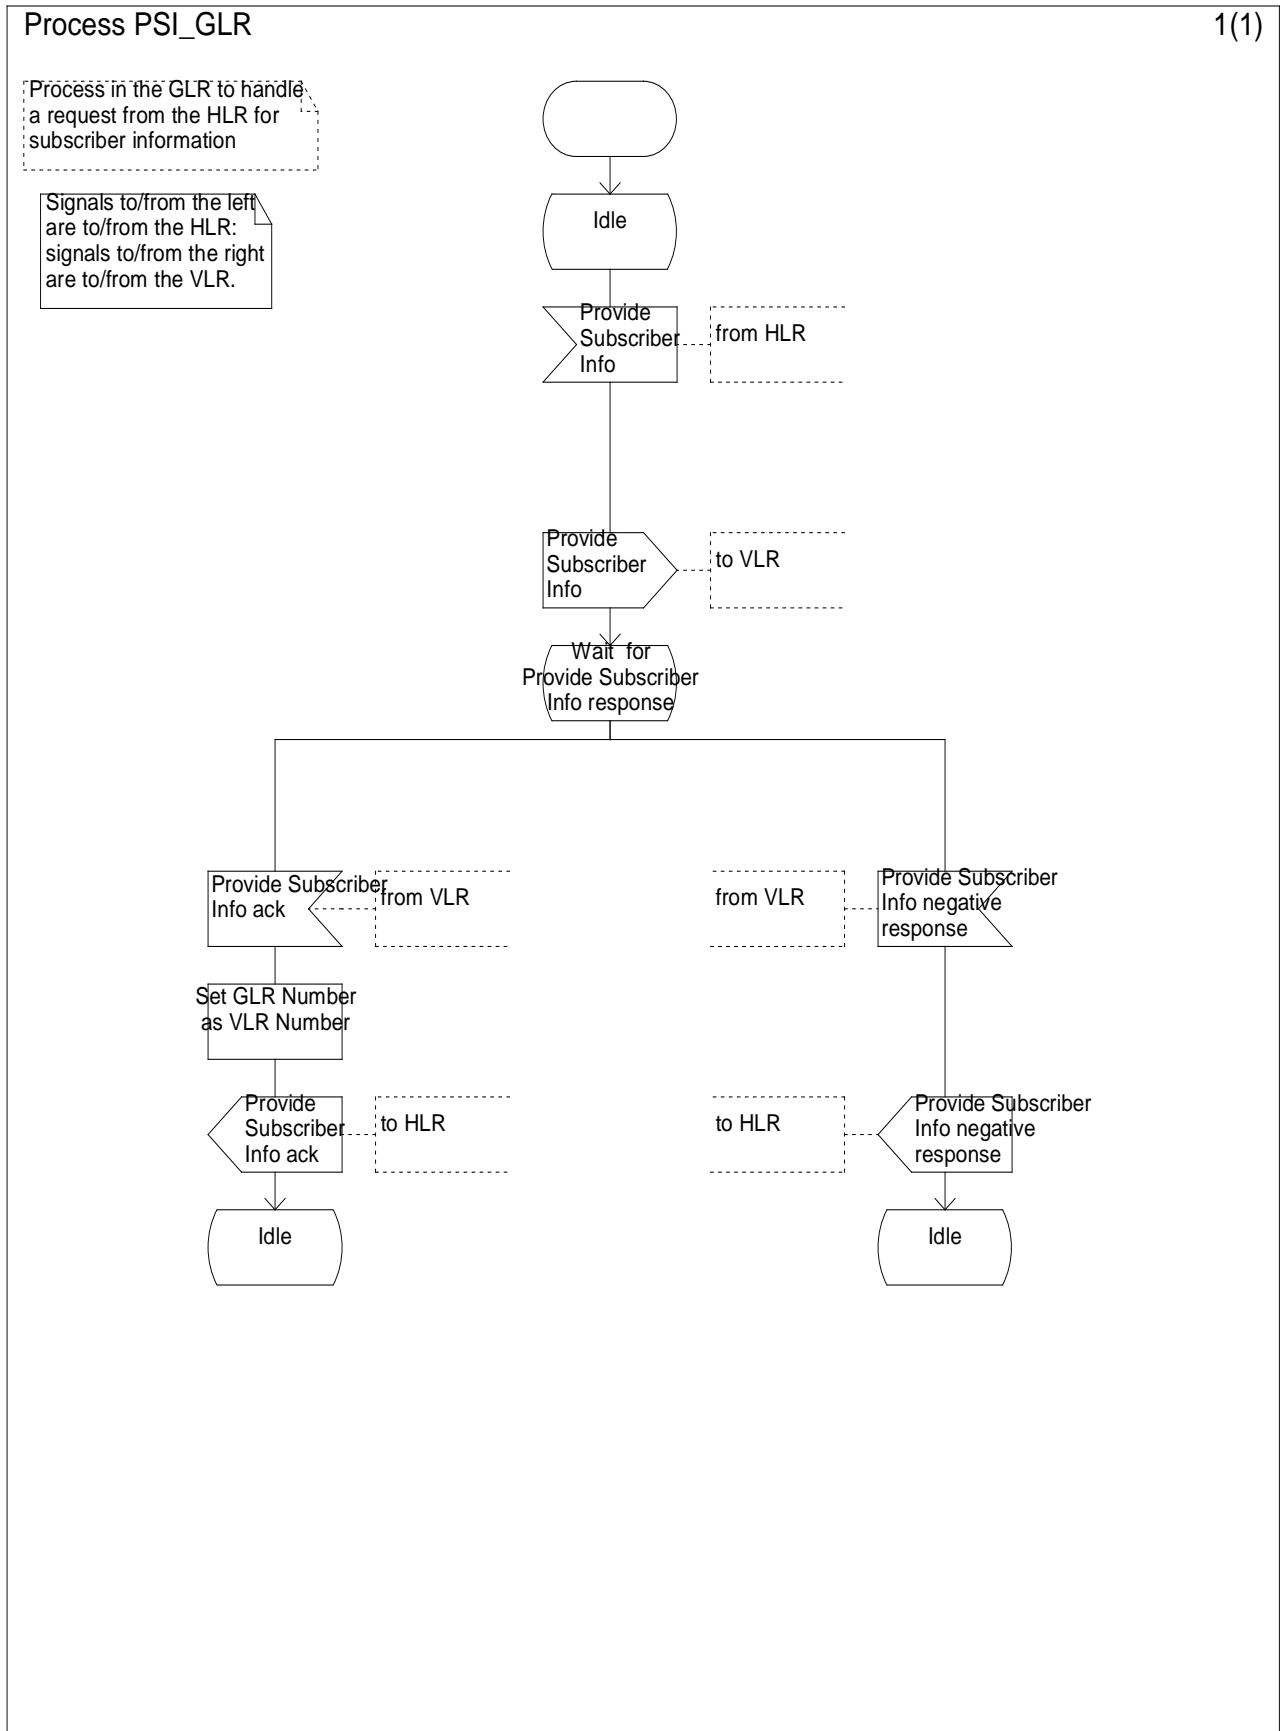 Process PSI_GLR
1(1)
Process in the GLR to handle
a request from the HLR for
subscriber information
Signals to/from the left
are to/from the HLR:
signals to/from the right
are to/from the VLR.
Idle
Provide
Subscriber
Info
from HLR
Provide
Subscriber
Info
to VLR
Wait for
Provide Subscriber
Info response
Provide Subscriber
Info ack
from VLR
from VLR
Provide Subscriber
Info negative
response
Set GLR Number
as VLR Number
Provide
Subscriber
Info ack
to HLR
to HLR
Provide Subscriber
Info negative
response
Idle
Idle